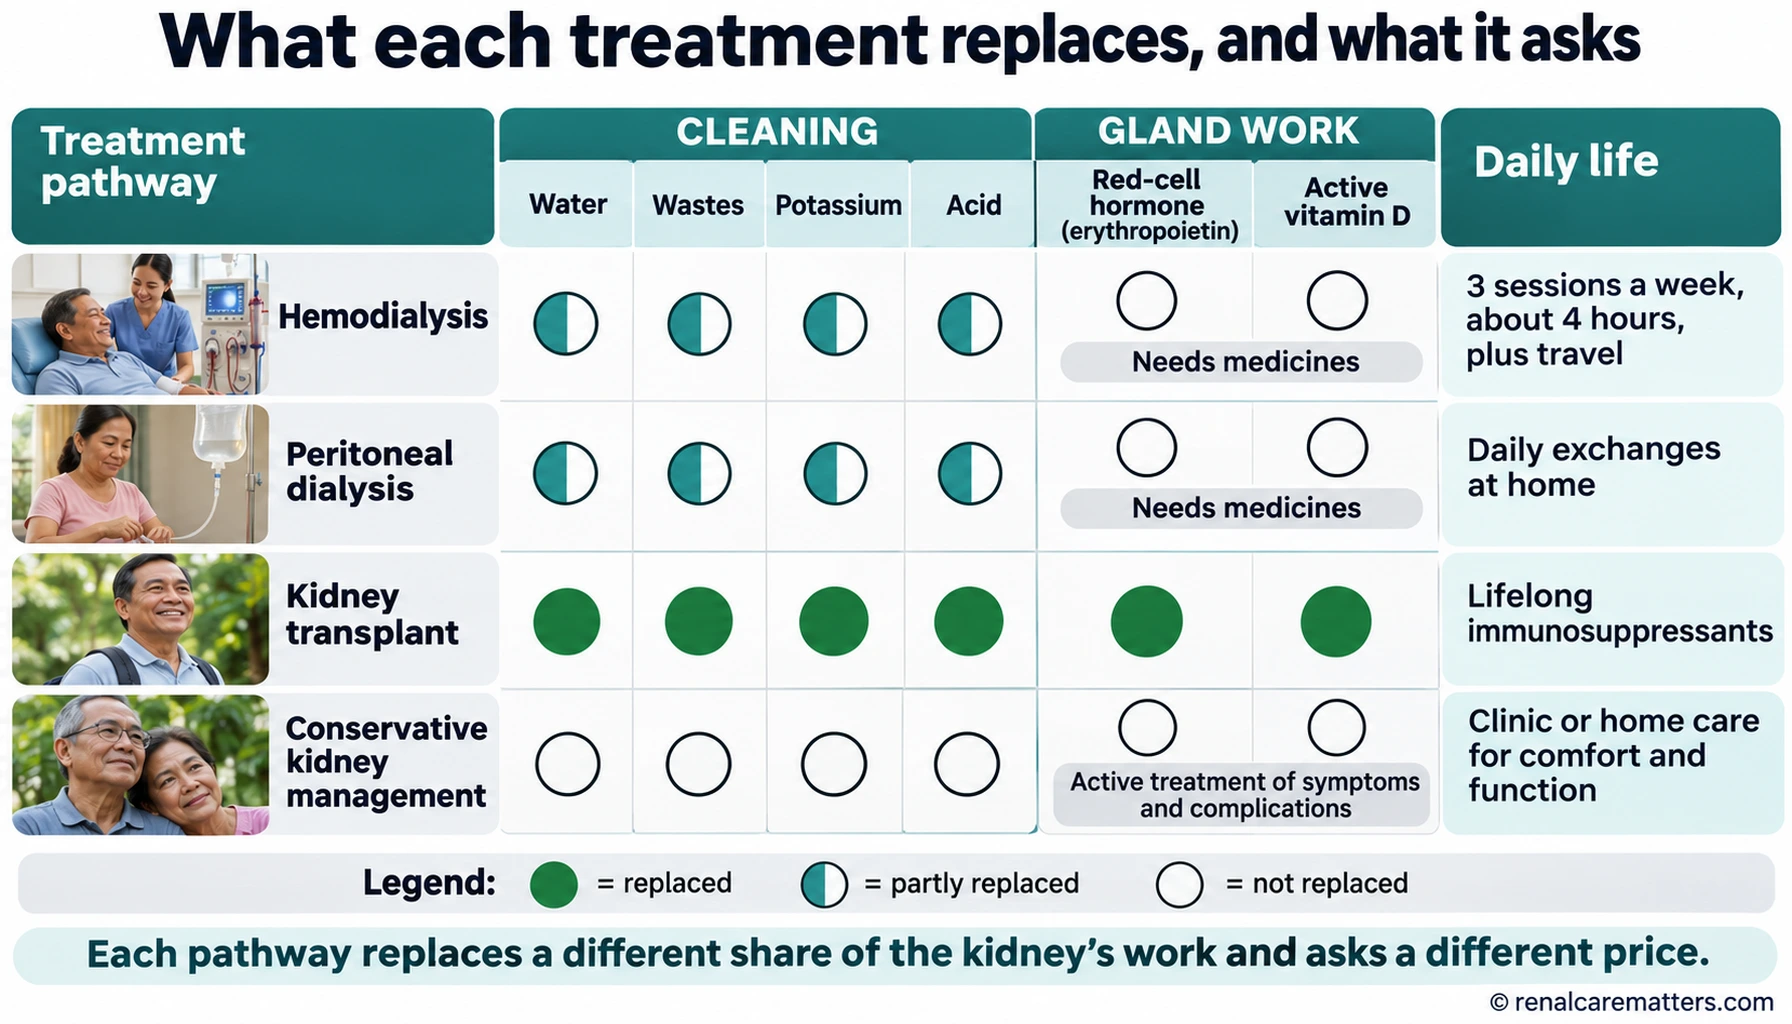 What each treatment replaces, and what it asks
Treatment
pathway
CLEANING
GLAND WORK
Daily life
Water
Wastes
Potassium
Acid
Red-cell
hormone
(erythropoietin)
Active
vitamin D
Hemodialysis
Needs medicines
3 sessions a week,
about 4 hours,
plus travel
Peritoneal
dialysis
Needs medicines
Daily exchanges
at home
Kidney
transplant
Lifelong
immunosuppressants
Conservative
kidney
management
Active treatment of symptoms
and complications
Clinic or home care
for comfort and
function
Legend:
= replaced
= partly replaced
= not replaced
Each pathway replaces a different share of the kidney's work and asks a different price.
© renalcarematters.com